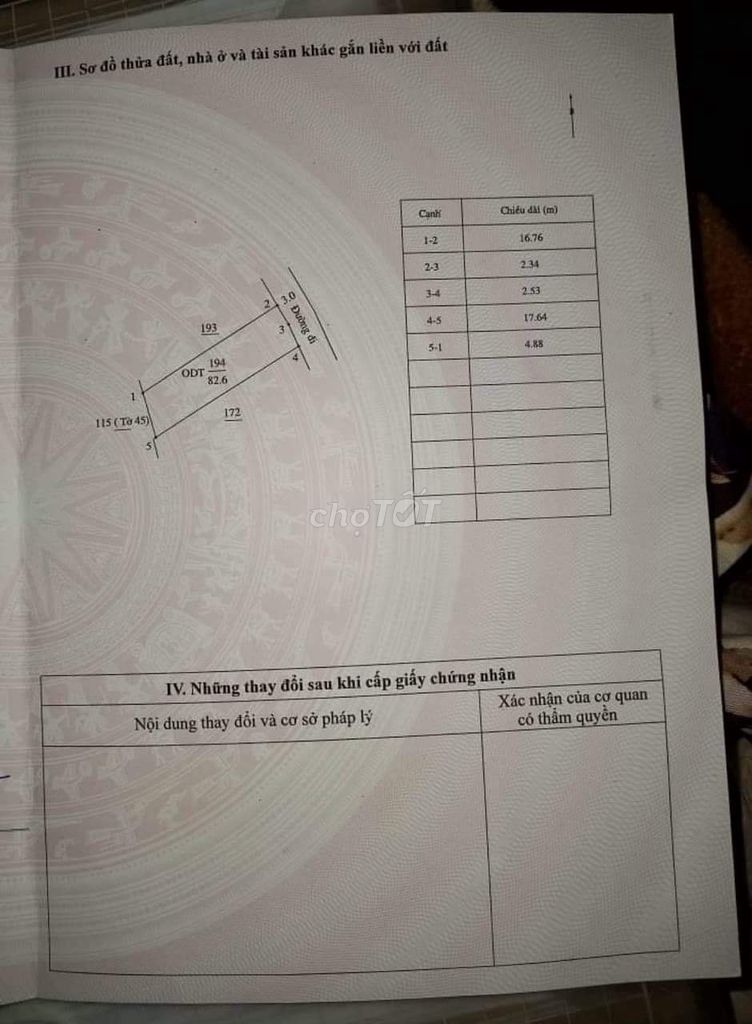 III. Sơ đồ thửa đất, nhà ở và tài sản khác gắn liền với đất
Cạnh Chiều dài (m)
1-2 16.76
2-3 2.34
3-4 2.53
4-5 17.64
5-1 4.88
2
3.0
Đường đi
3
4
193
ODT 194
82.6
1
115 (Tờ 45)
172
5
chợTỐT
IV. Những thay đổi sau khi cấp giấy chứng nhận
Nội dung thay đổi và cơ sở pháp lý
Xác nhận của cơ quan
có thẩm quyền